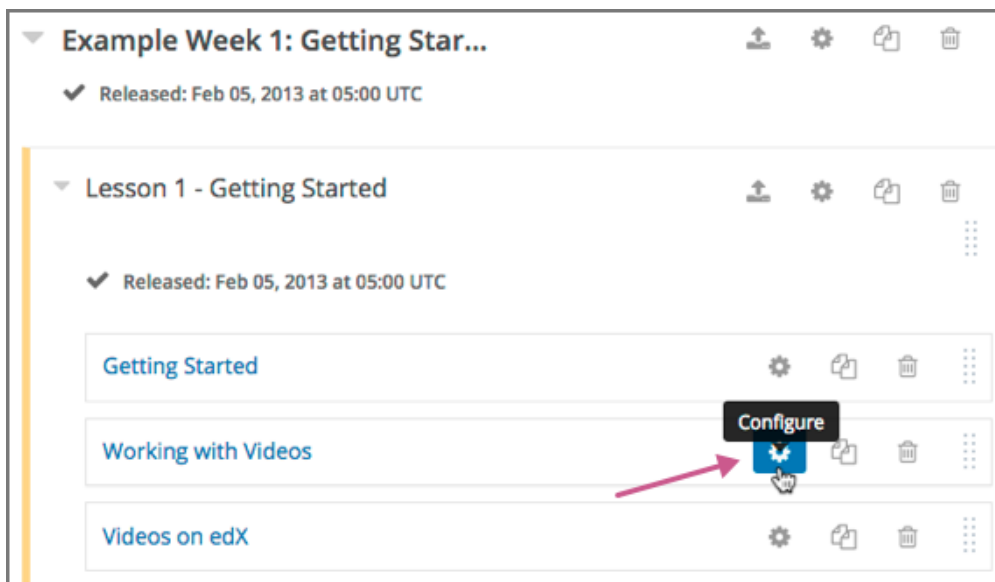 Example Week 1: Getting Star...
Released: Feb 05, 2013 at 05:00 UTC
Lesson 1 - Getting Started
Released: Feb 05, 2013 at 05:00 UTC
Getting Started
Configure
Working with Videos
Videos on edX